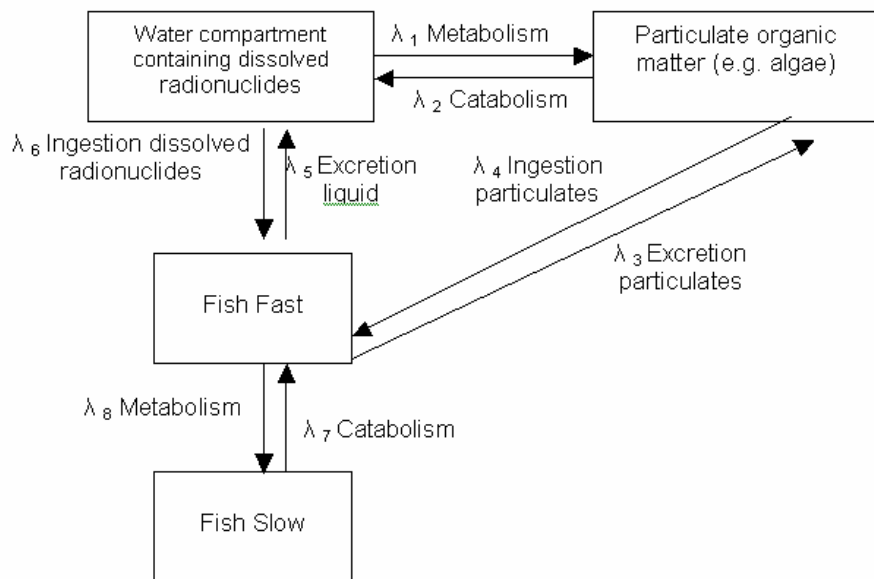 Water compartment
containing dissolved
radionuclides
λ 1 Metabolism
Particulate organic
matter (e.g. algae)
λ 2 Catabolism
λ 6 Ingestion dissolved
radionuclides
λ 5 Excretion
liquid
λ 4 Ingestion
particulates
λ 3 Excretion
particulates
Fish Fast
λ 8 Metabolism
λ 7 Catabolism
Fish Slow